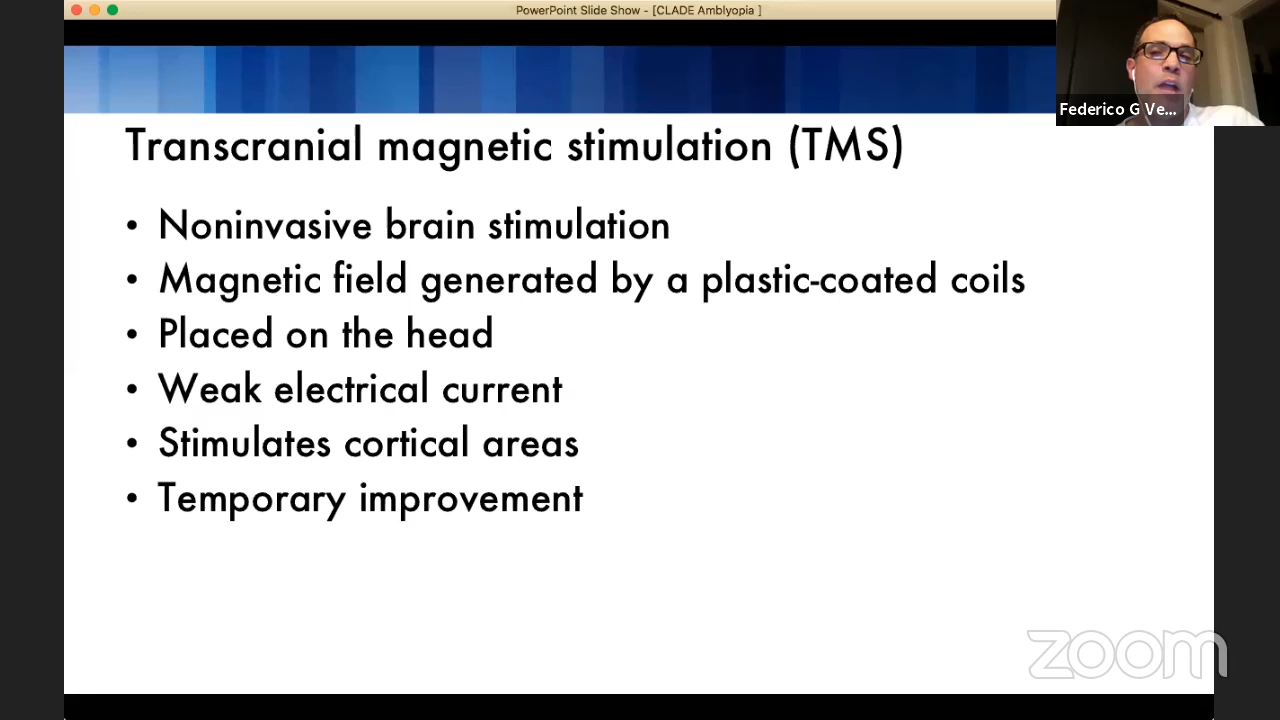 PowerPoint Slide Show - [CLADE Amblyopia ]
Federico G Ve...
Transcranial magnetic stimulation (TMS)
• Noninvasive brain stimulation
• Magnetic field generated by a plastic-coated coils
• Placed on the head
• Weak electrical current
• Stimulates cortical areas
• Temporary improvement
zoom